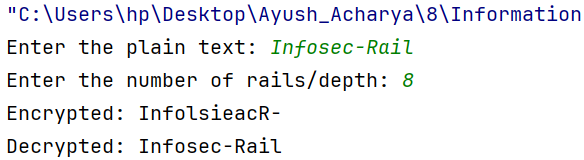 "C:\Users\hp\Desktop\Ayush_Acharya\8\Information
Enter the plain text: Infosec-Rail
Enter the number of rails/depth: 8
Encrypted: InfolsieacR-
Decrypted: Infosec-Rail